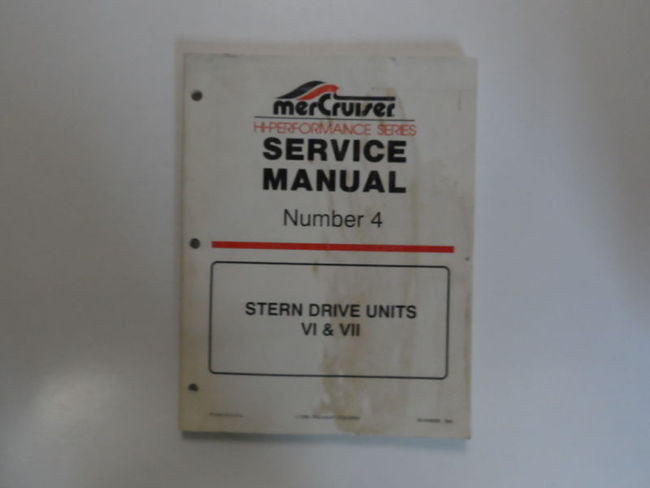 merCruiser
HI-PERFORMANCE SERIES
SERVICE
MANUAL
Number 4
STERN DRIVE UNITS
VI & VII